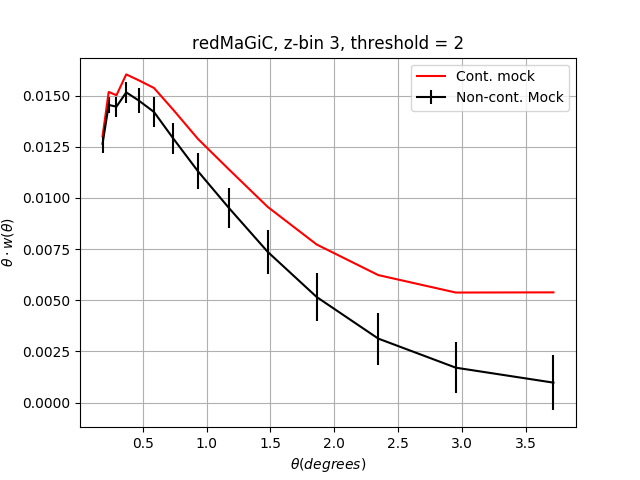 redMaGiC, z-bin 3, threshold = 2
Cont. mock
Non-cont. Mock
0.0150
0.0125
0.0100
0.0075
0.0050
0.0025
0.0000
θ · w(θ)
0.5 1.0 1.5 2.0 2.5 3.0 3.5
θ(degrees)